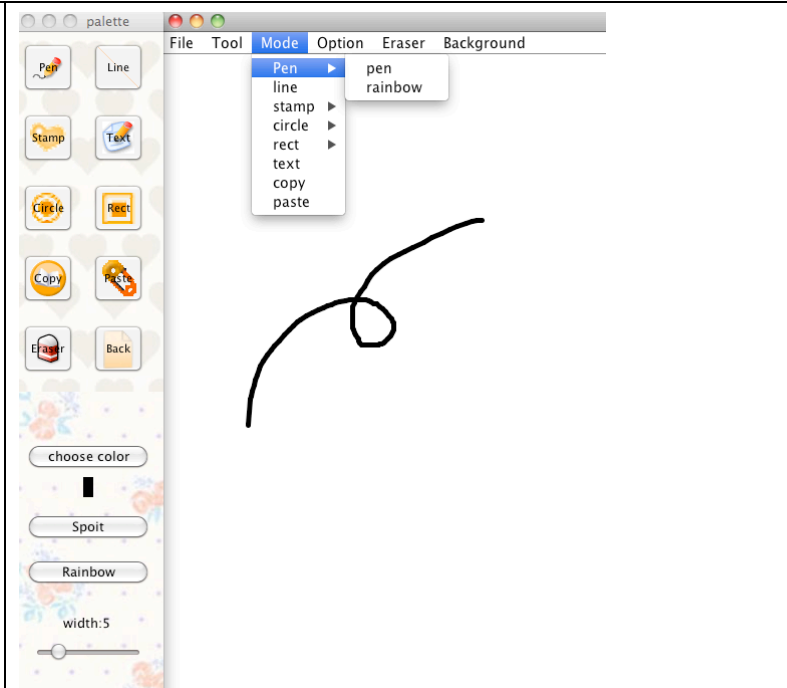 palette
Pen
Line
Stamp
Text
Circle
Rect
Copy
Paste
Eraser
Back
choose color
Spoit
Rainbow
width:5
File Tool Mode Option Eraser Background
Pen
line
stamp
circle
rect
text
copy
paste
pen
rainbow